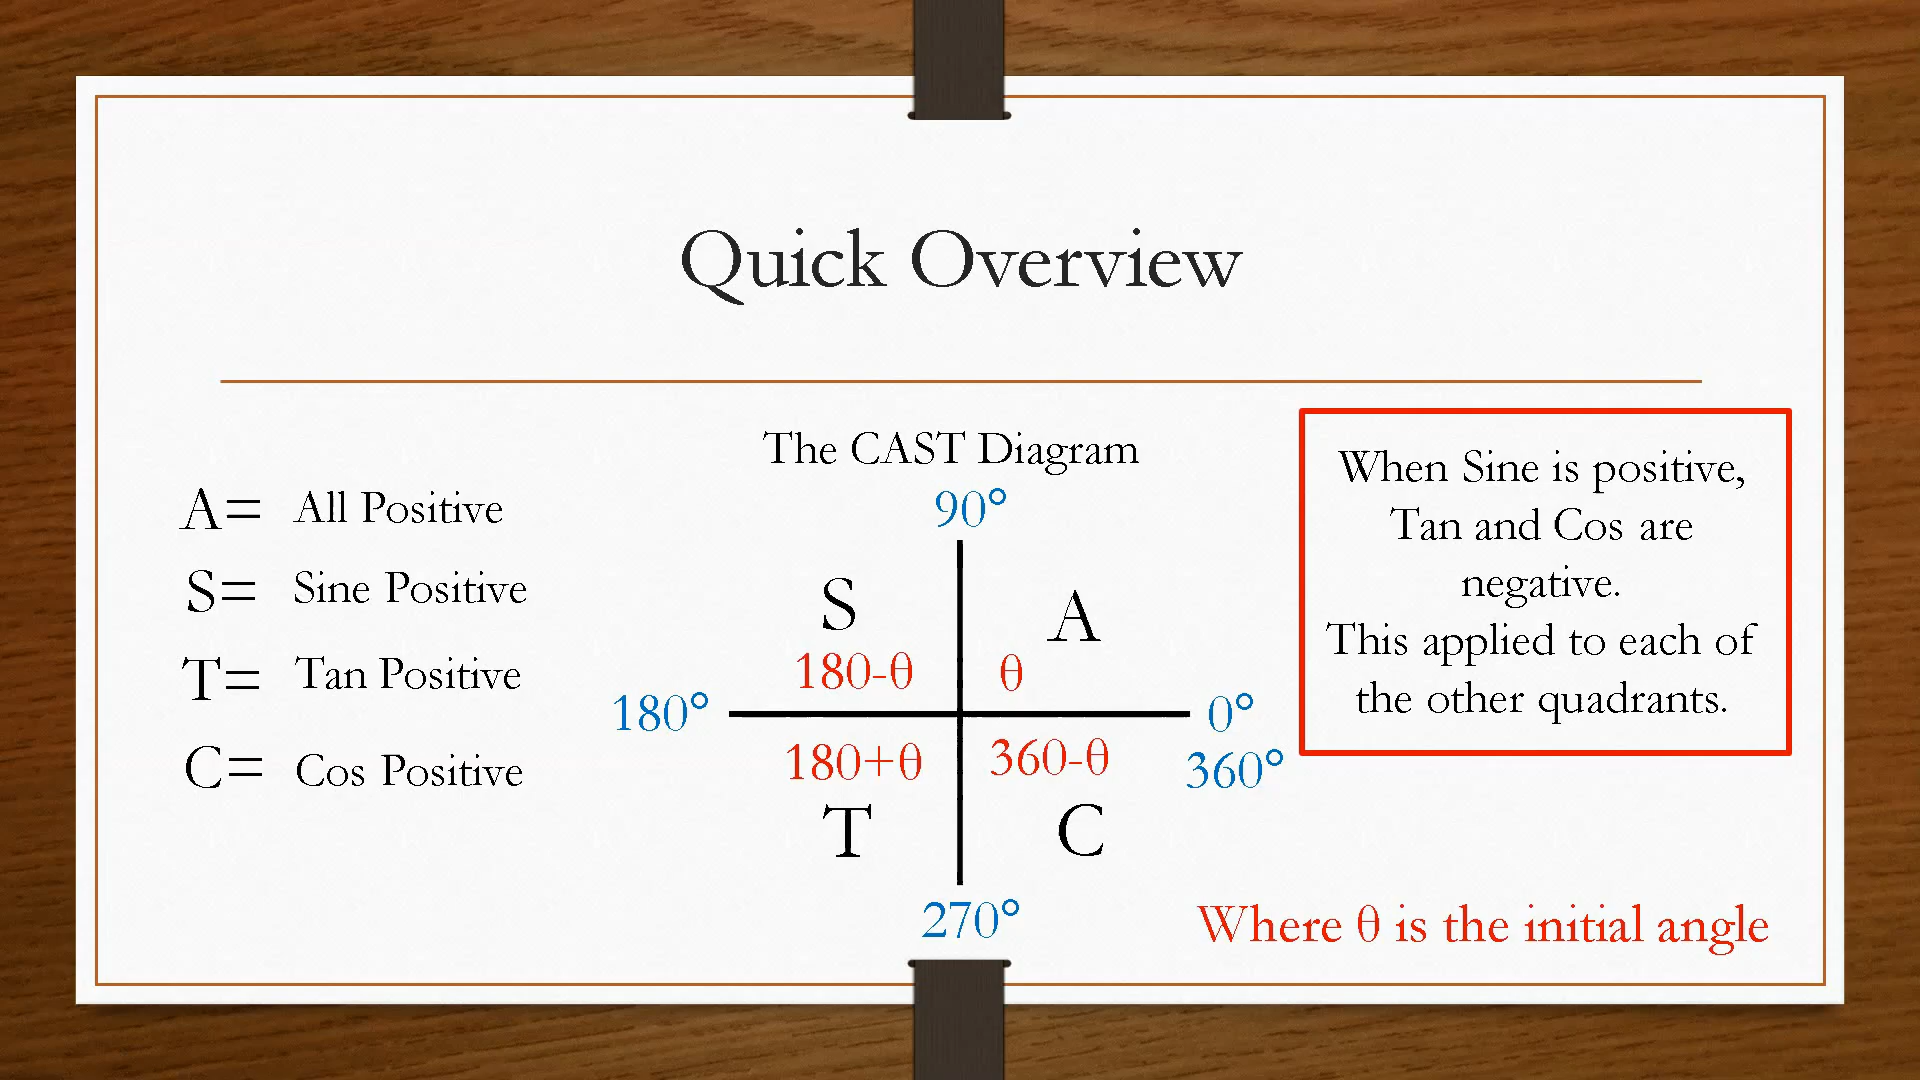 Quick Overview
The CAST Diagram
A= All Positive
S= Sine Positive
T= Tan Positive
C= Cos Positive
90°
S
A
180-θ
θ
180°
0°
180+θ
360-θ
360°
T
C
270°
When Sine is positive,
Tan and Cos are
negative.
This applied to each of
the other quadrants.
Where θ is the initial angle